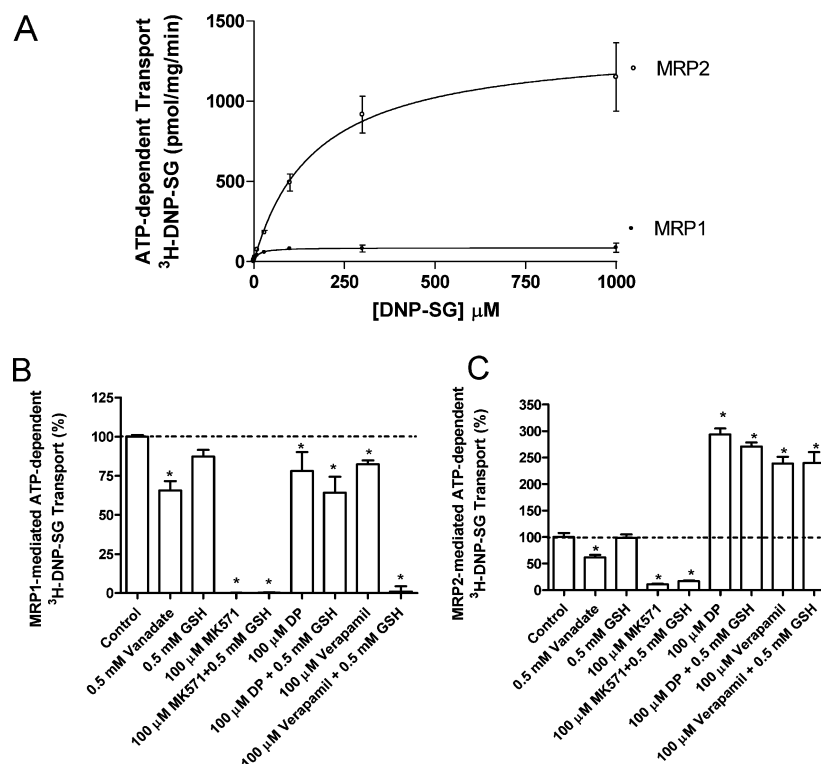 A
ATP-dependent Transport
³H-DNP-SG (pmol/mg/min)
1500
1000
500
0
0
250
500
750
1000
[DNP-SG] μM
MRP2
MRP1
B
MRP1-mediated ATP-dependent
³H-DNP-SG Transport (%)
125
100
75
50
25
0
*
*
*
*
*
*
*
Control
0.5 mM Vanadate
0.5 mM GSH
100 μM MK571
100 μM MK571+0.5 mM GSH
100 μM DP
100 μM DP + 0.5 mM GSH
100 μM Verapamil
100 μM Verapamil + 0.5 mM GSH
C
MRP2-mediated ATP-dependent
³H-DNP-SG Transport (%)
350
300
250
200
150
100
50
0
*
*
*
*
*
*
*
Control
0.5 mM Vanadate
0.5 mM GSH
100 μM MK571
100 μM MK571+0.5 mM GSH
100 μM DP
100 μM DP + 0.5 mM GSH
100 μM Verapamil
100 μM Verapamil + 0.5 mM GSH